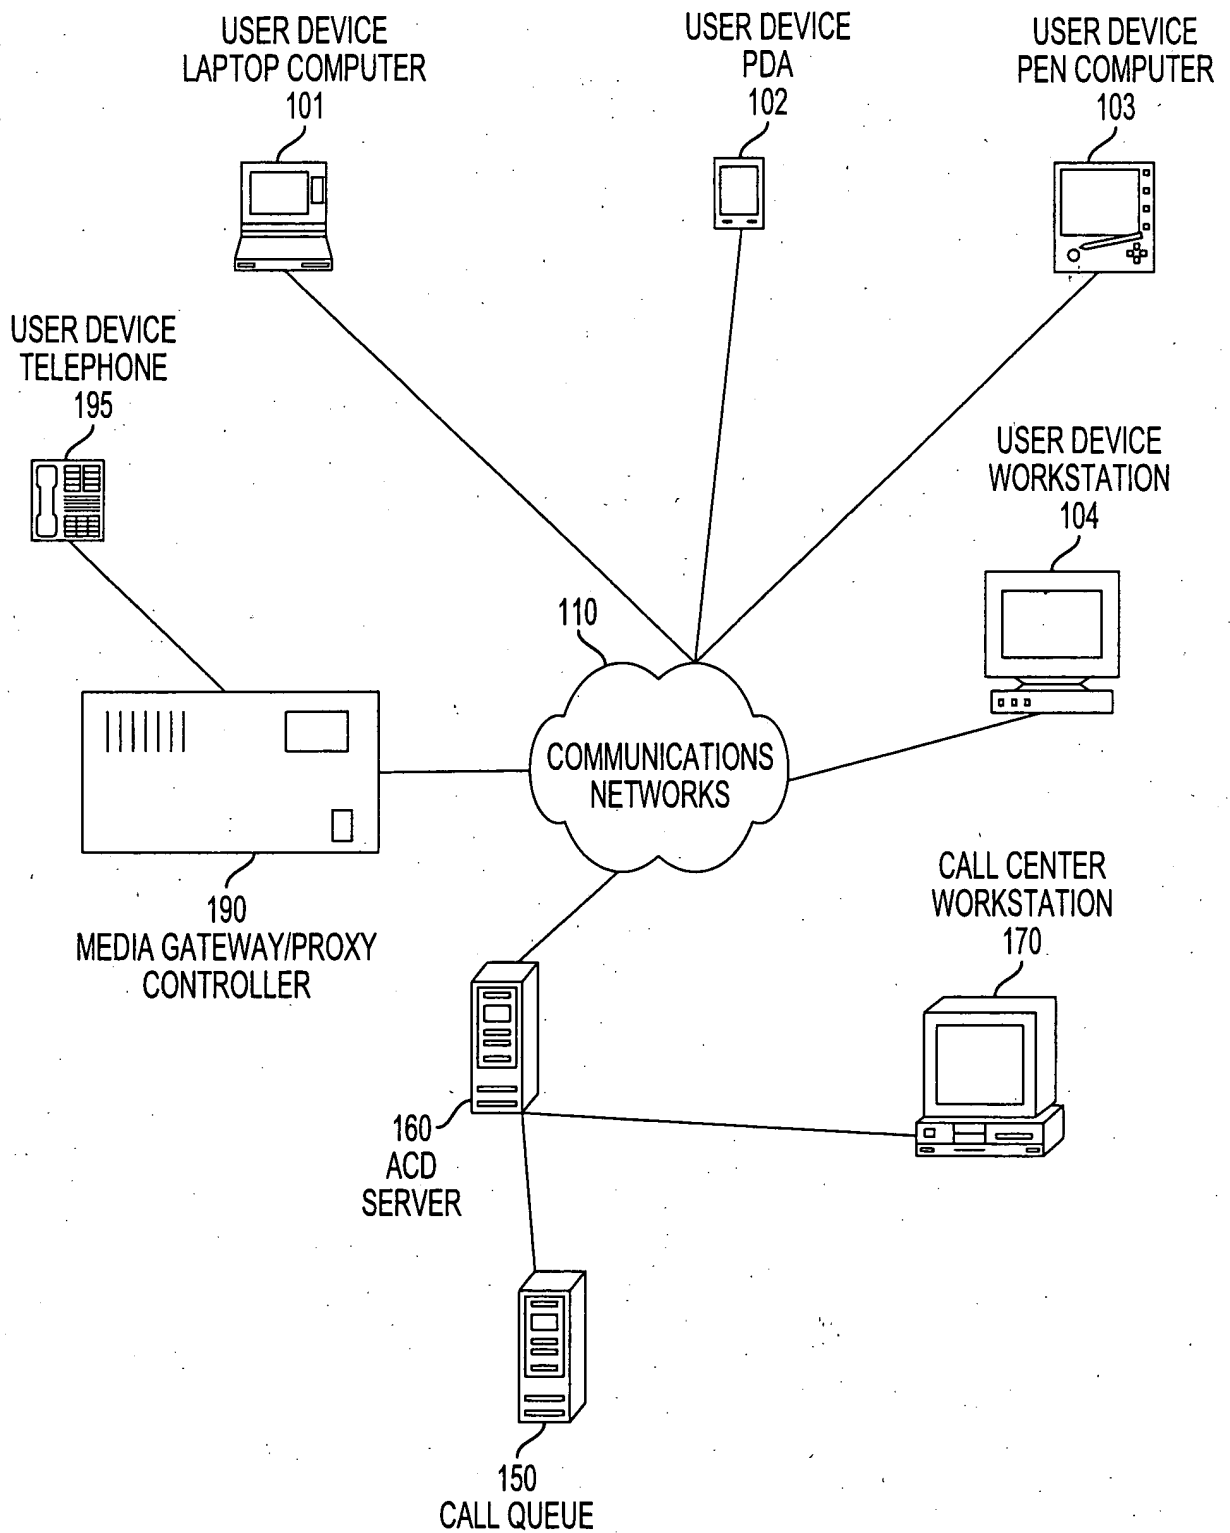 USER DEVICE
LAPTOP COMPUTER
101
USER DEVICE
PDA
102
USER DEVICE
PEN COMPUTER
103
USER DEVICE
TELEPHONE
195
USER DEVICE
WORKSTATION
104
110
COMMUNICATIONS
NETWORKS
190
MEDIA GATEWAY/PROXY
CONTROLLER
CALL CENTER
WORKSTATION
170
160
ACD
SERVER
150
CALL QUEUE